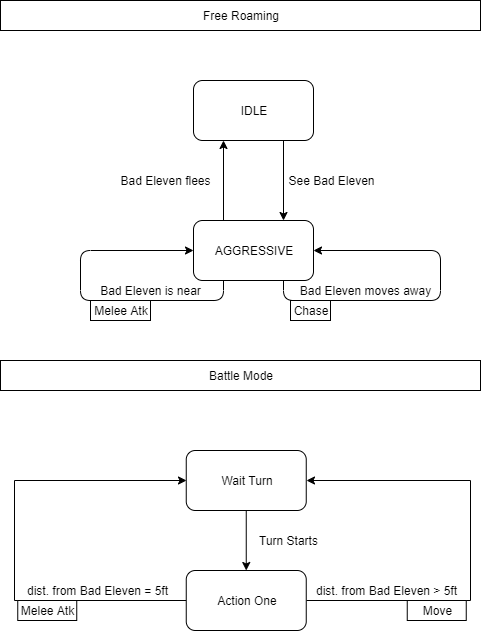 Free Roaming
IDLE
Bad Eleven flees
See Bad Eleven
AGGRESSIVE
Bad Eleven is near
Bad Eleven moves away
Melee Atk
Chase
Battle Mode
Wait Turn
Turn Starts
dist. from Bad Eleven = 5ft
dist. from Bad Eleven > 5ft
Action One
Melee Atk
Move